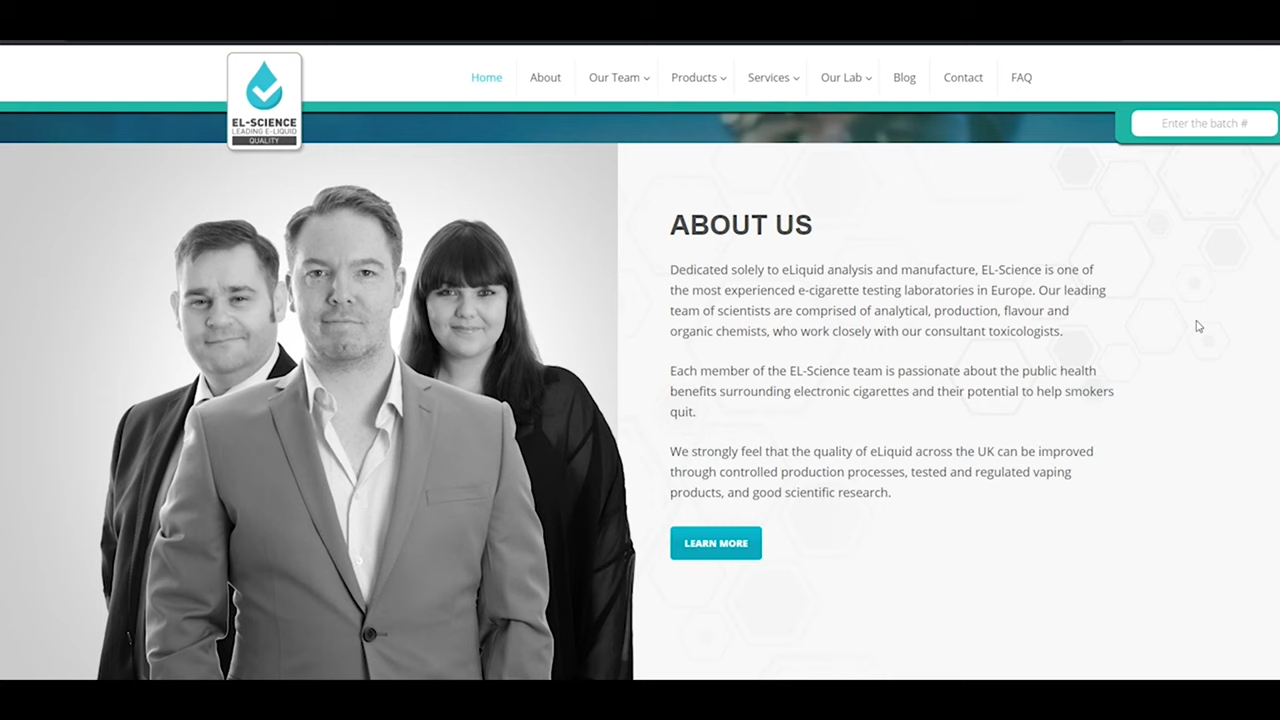 Home About Our Team Products Services Our Lab Blog Contact FAQ
EL-SCIENCE
LEADING E-LIQUID
QUALITY
Enter the batch #
ABOUT US
Dedicated solely to eLiquid analysis and manufacture, EL-Science is one of
the most experienced e-cigarette testing laboratories in Europe. Our leading
team of scientists are comprised of analytical, production, flavour and
organic chemists, who work closely with our consultant toxicologists.
Each member of the EL-Science team is passionate about the public health
benefits surrounding electronic cigarettes and their potential to help smokers
quit.
We strongly feel that the quality of eLiquid across the UK can be improved
through controlled production processes, tested and regulated vaping
products, and good scientific research.
LEARN MORE